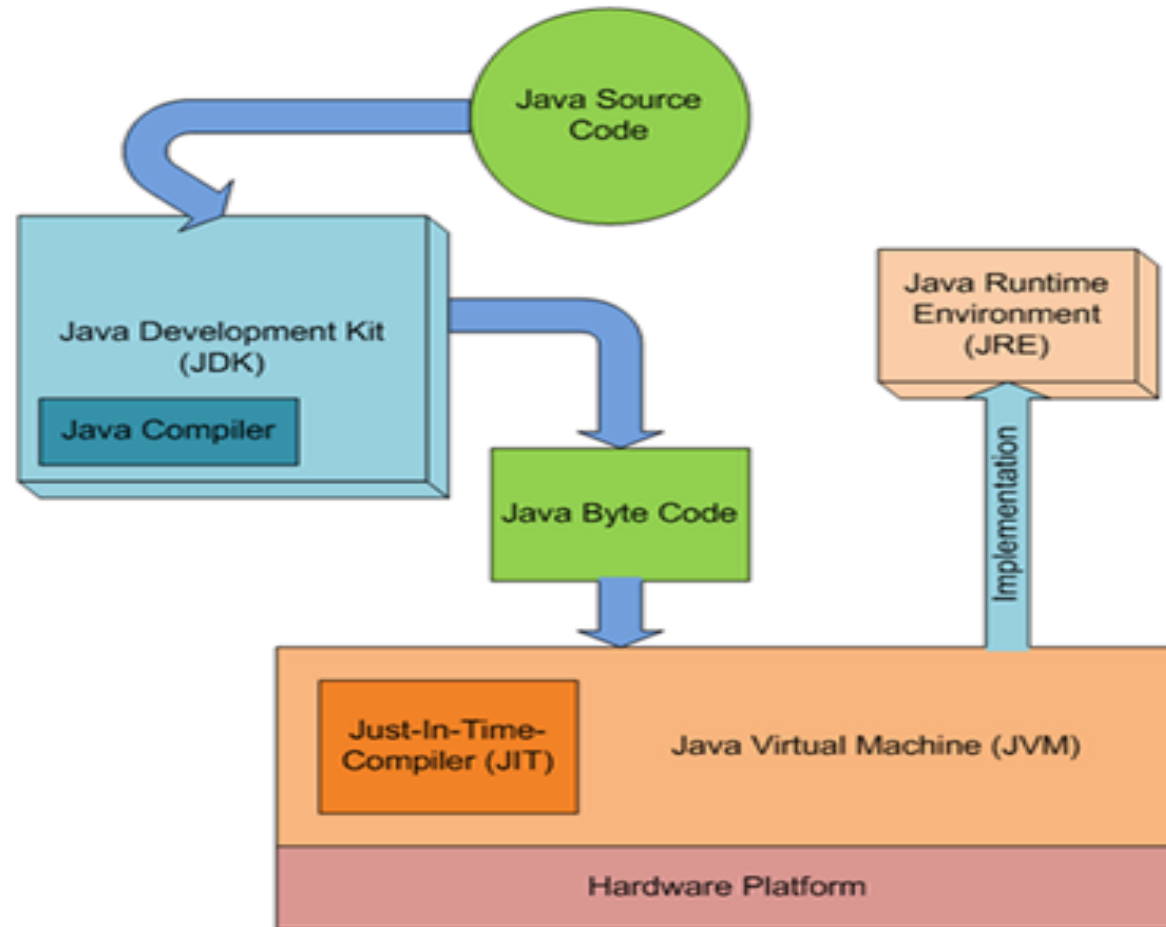 Java Source
Code
Java Development Kit
(JDK)
Java Compiler
Java Runtime
Environment
(JRE)
Implementation
Java Byte Code
Just-In-Time-
Compiler (JIT)
Java Virtual Machine (JVM)
Hardware Platform